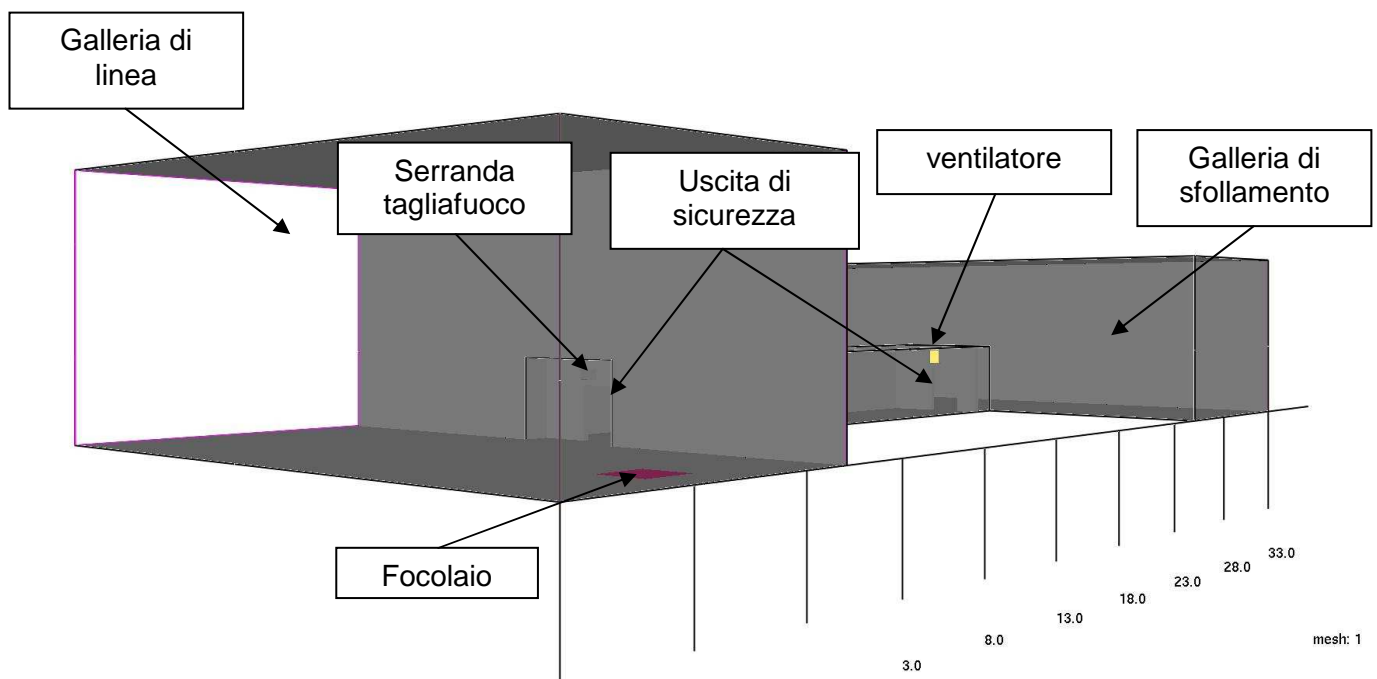 Galleria di
linea
Serranda
tagliafuoco
Uscita di
sicurezza
ventilatore
Galleria di
sfollamento
Focolaio
3.0
8.0
13.0
18.0
23.0
28.0
33.0
mesh: 1